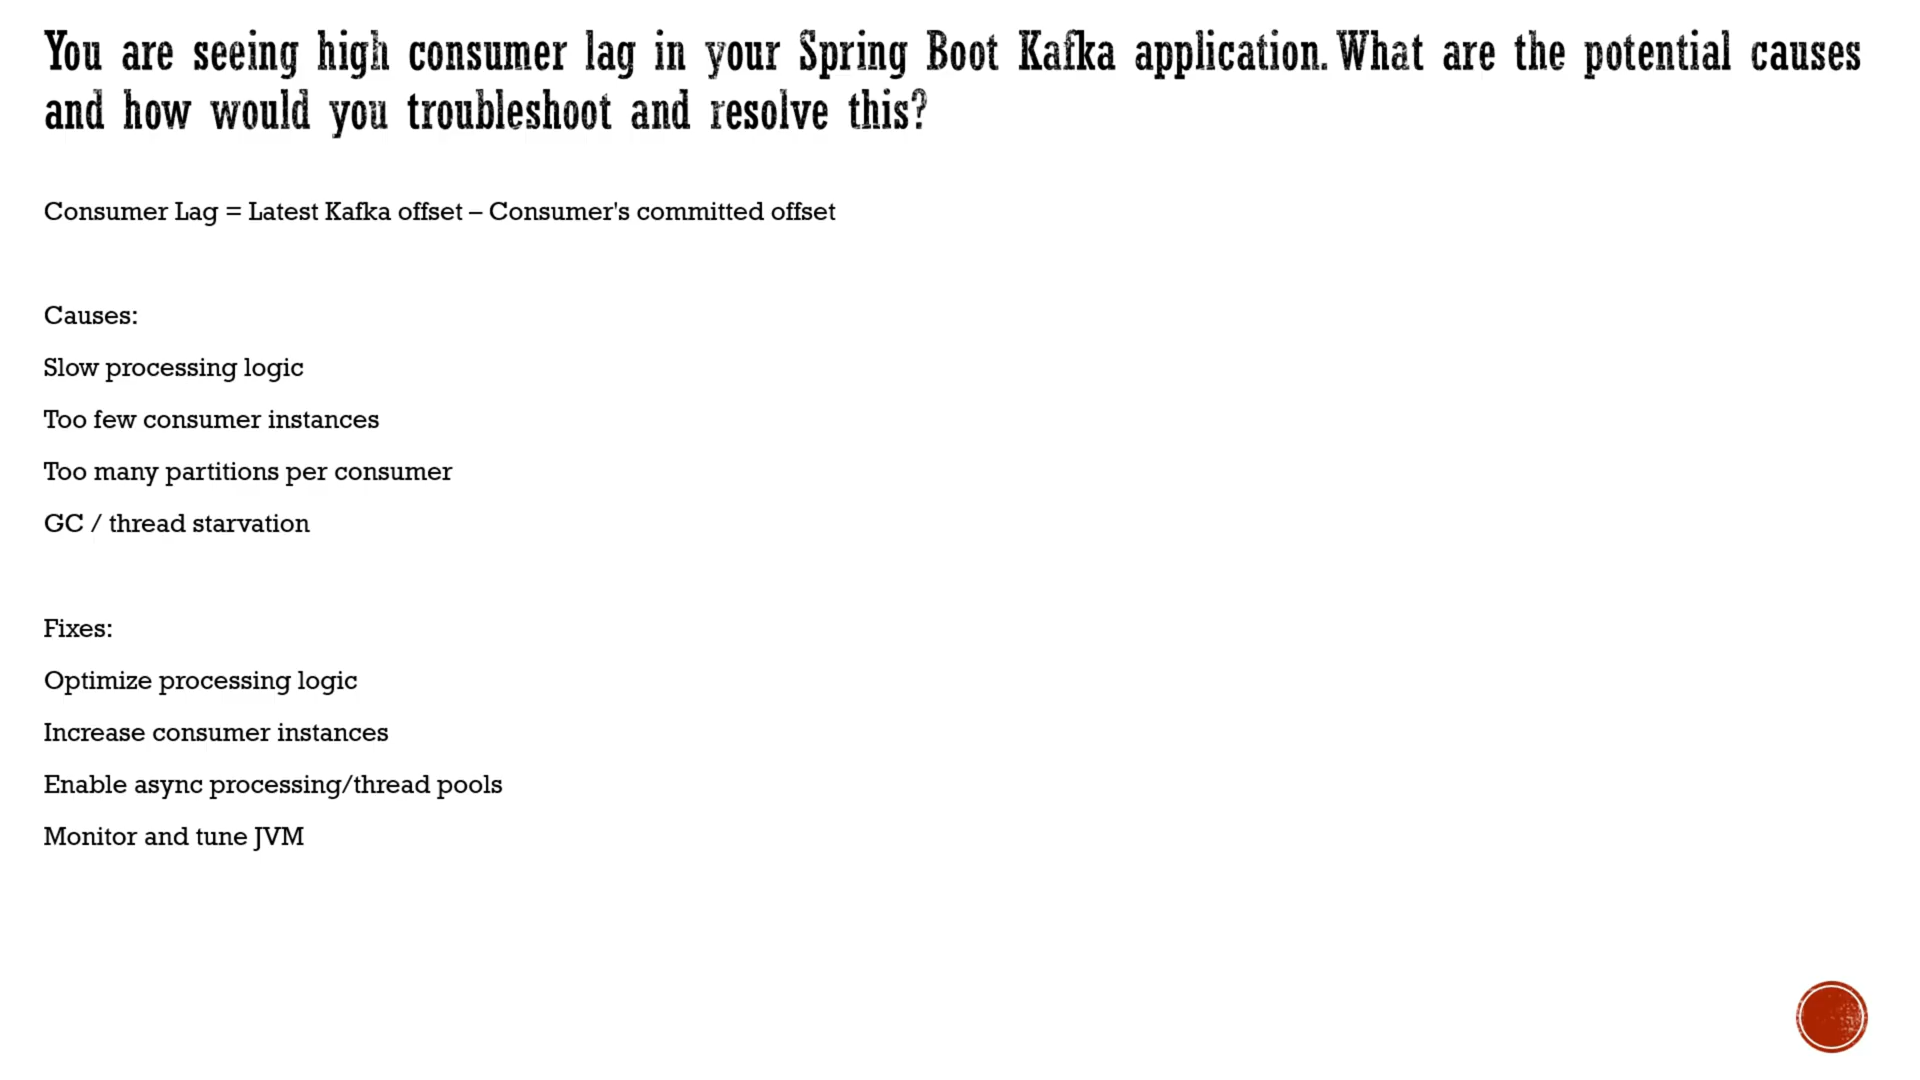 You are seeing high consumer lag in your Spring Boot Kafka application. What are the potential causes
and how would you troubleshoot and resolve this?
Consumer Lag = Latest Kafka offset – Consumer's committed offset
Causes:
Slow processing logic
Too few consumer instances
Too many partitions per consumer
GC / thread starvation
Fixes:
Optimize processing logic
Increase consumer instances
Enable async processing/thread pools
Monitor and tune JVM